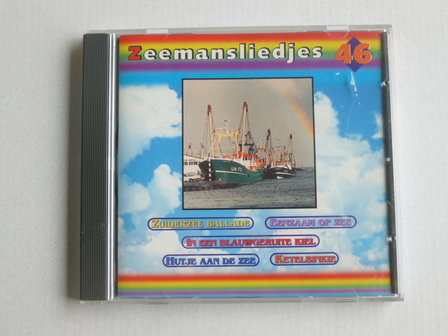 Zeemansliedjes 46
ZUIDERZEE BALLADE EENZAAM OP ZEE
IN EEN BLAUWGERUITE KIEL
HUTJE AAN DE ZEE KETELBINKIE